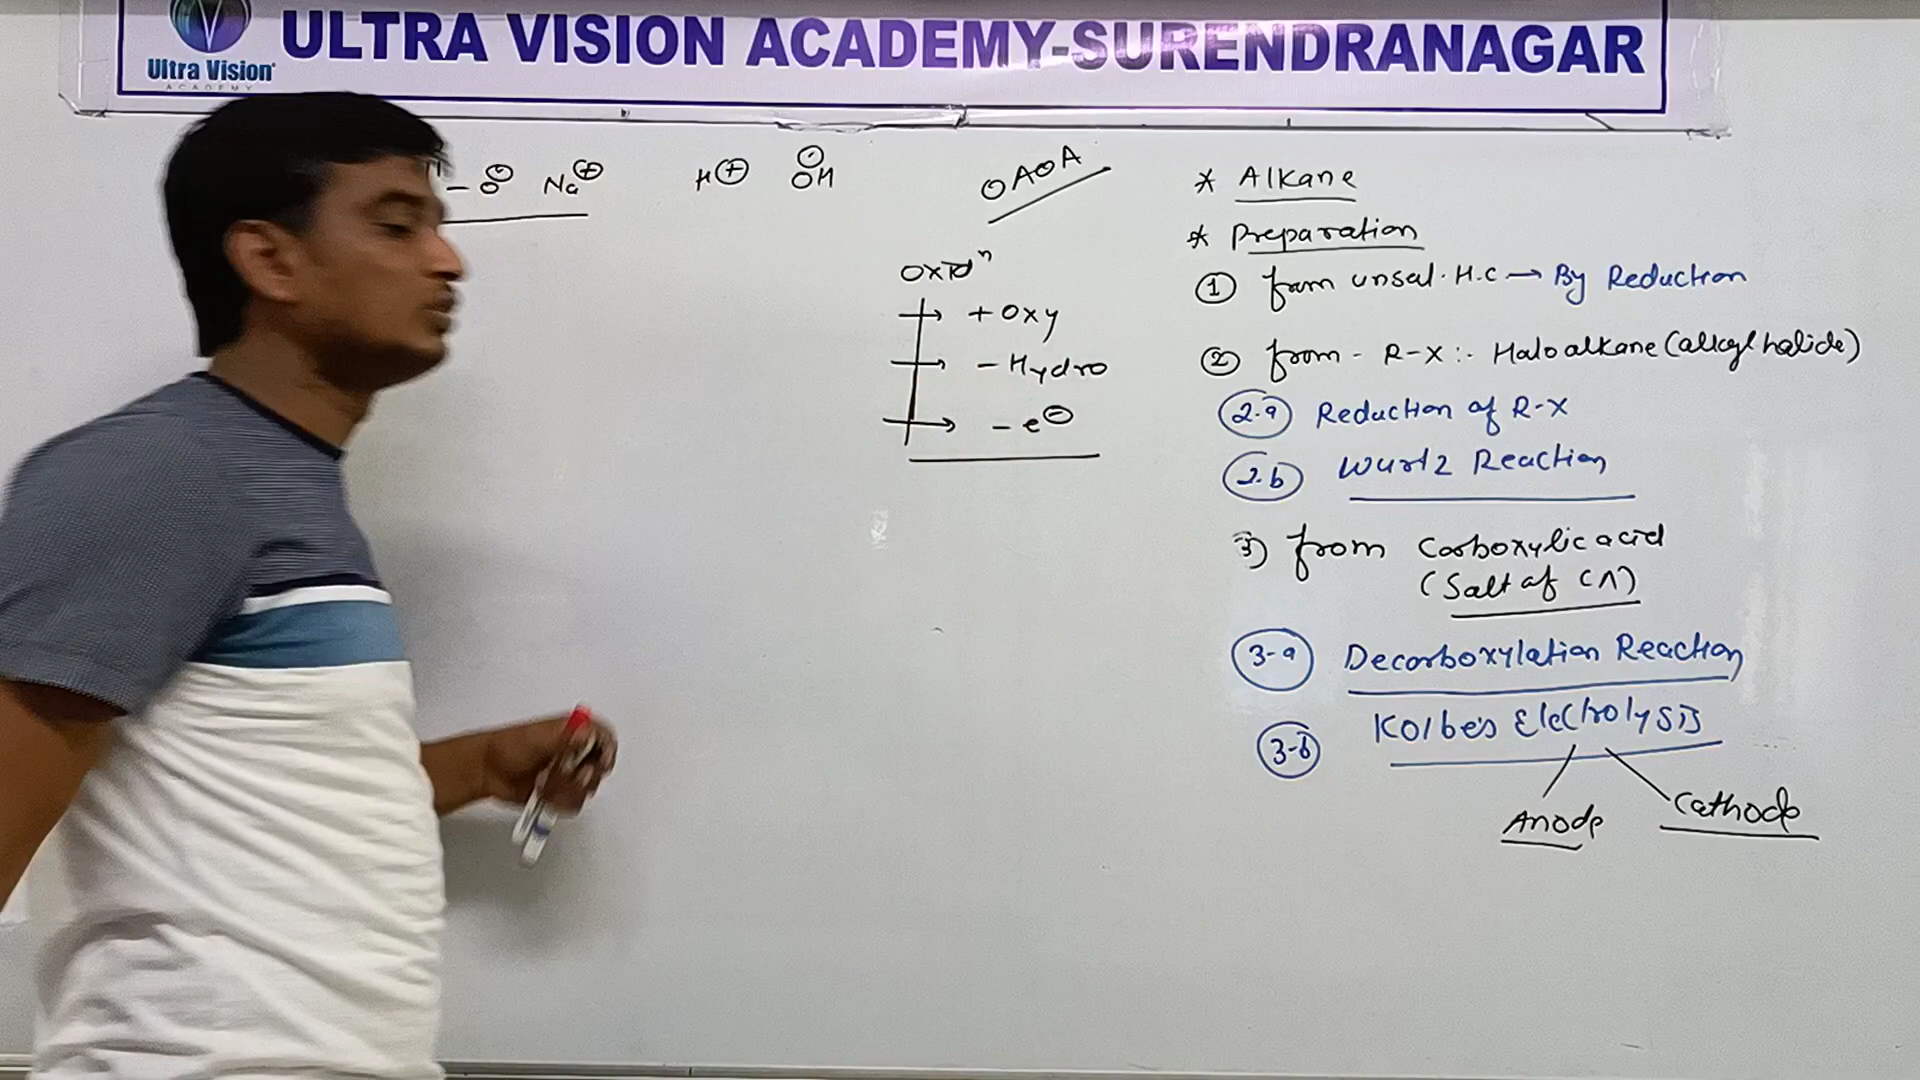 ULTRA VISION ACADEMY-SURENDRANAGAR
Ultra Vision
ACADEMY
– O⊖ Na⊕ H⊕ ⊖OH
OAOA
Oxidⁿ
→ + Oxy
→ - Hydro
→ - e⊖
* Alkane
* Preparation
① from unsat. H.C → By Reduction
② from - R-X :- Haloalkane (alkyl halide)
2.a Reduction of R-X
2.b Wurtz Reaction
3) from Carboxylic acid
(Salt of CA)
3-a Decarboxylation Reaction
3-b Kolbe's Electrolysis
Anode Cathode